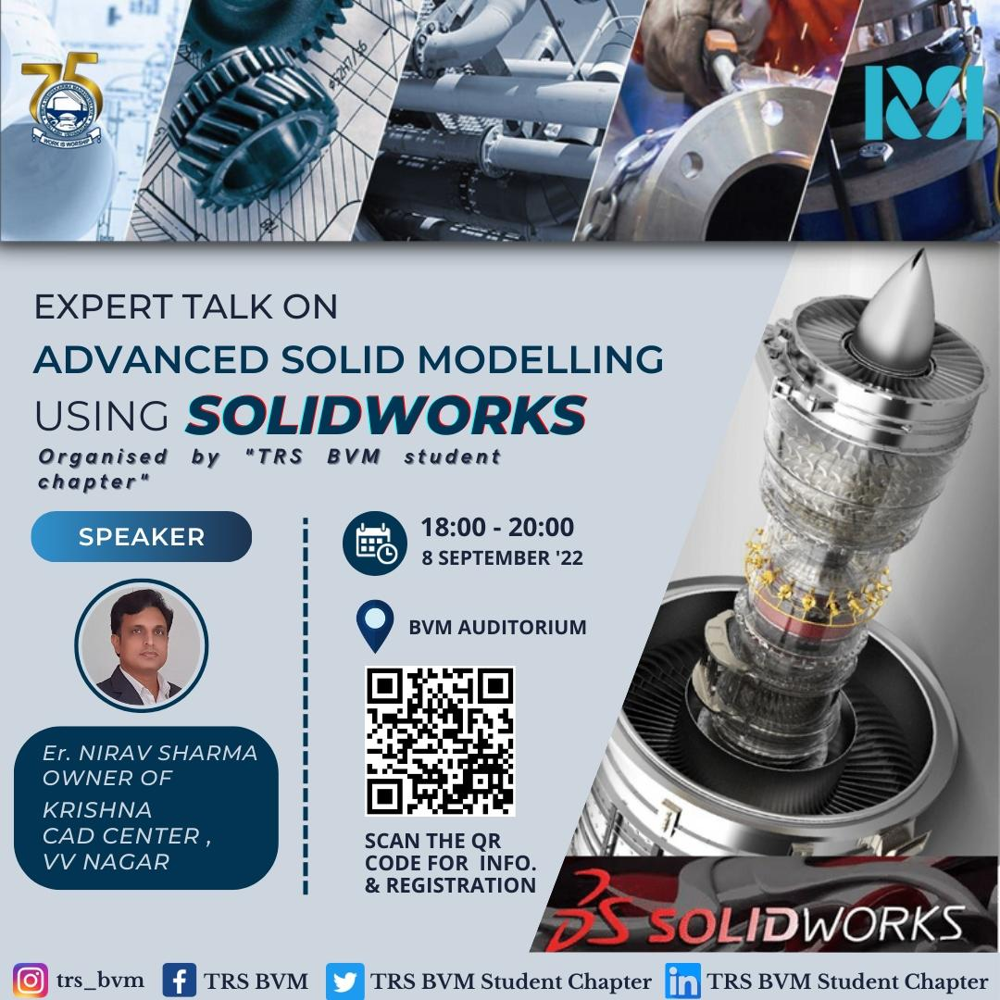 75
WORK IS WORSHIP
RSI
EXPERT TALK ON
ADVANCED SOLID MODELLING
USING SOLIDWORKS
Organised by "TRS BVM student
chapter"
SPEAKER
Er. NIRAV SHARMA
OWNER OF
KRISHNA
CAD CENTER ,
VV NAGAR
18:00 - 20:00
8 SEPTEMBER '22
BVM AUDITORIUM
SCAN THE QR
CODE FOR INFO.
& REGISTRATION
DS SOLIDWORKS
trs_bvm
TRS BVM
TRS BVM Student Chapter
in TRS BVM Student Chapter